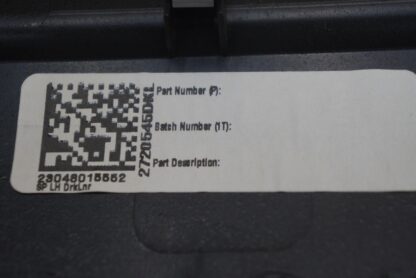 Part Number (P):
2720545DKL
Batch Number (1T):
Part Description:
23048015552
SP LH DrkLnr